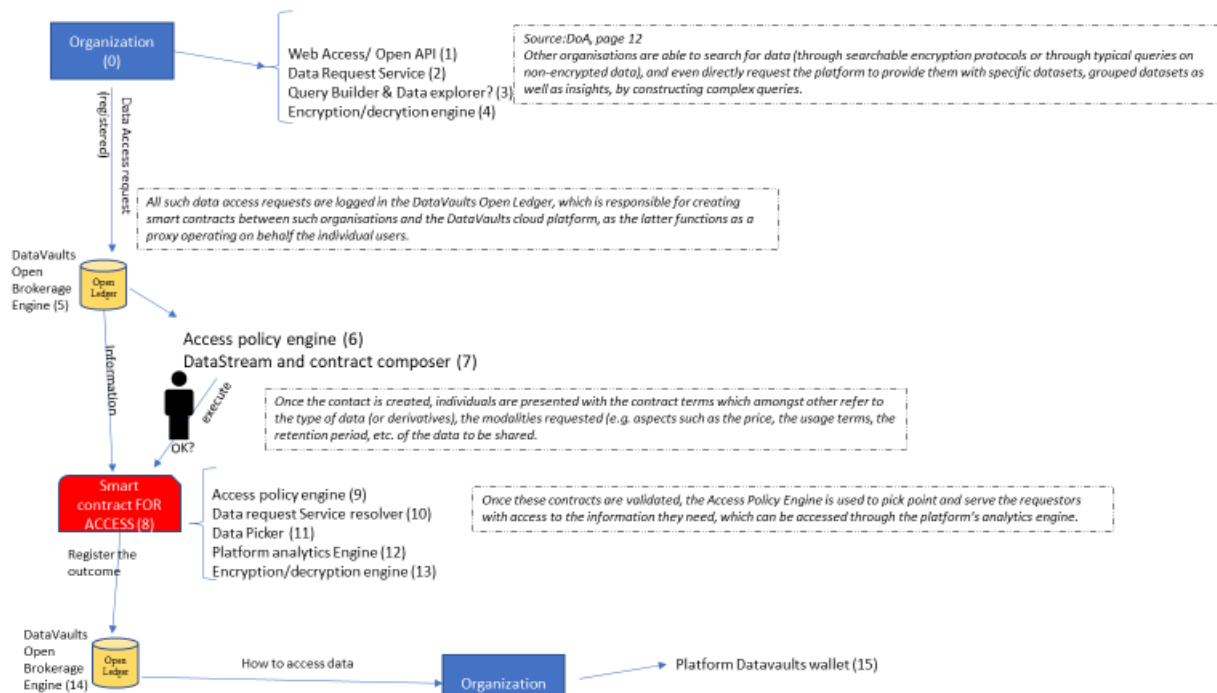 Organization
(0)
Web Access/ Open API (1)
Data Request Service (2)
Query Builder & Data explorer? (3)
Encryption/decrytion engine (4)
Source:DoA, page 12
Other organisations are able to search for data (through searchable encryption protocols or through typical queries on
non-encrypted data), and even directly request the platform to provide them with specific datasets, grouped datasets as
well as insights, by constructing complex queries.
Data Access request
(registered)
All such data access requests are logged in the DataVaults Open Ledger, which is responsible for creating
smart contracts between such organisations and the DataVaults cloud platform, as the latter functions as a
proxy operating on behalf the individual users.
DataVaults
Open
Brokerage
Engine (5)
Open
Ledger
Information
Access policy engine (6)
DataStream and contract composer (7)
execute
OK?
Once the contact is created, individuals are presented with the contract terms which amongst other refer to
the type of data (or derivatives), the modalities requested (e.g. aspects such as the price, the usage terms, the
retention period, etc. of the data to be shared.
Smart
contract FOR
ACCESS (8)
Access policy engine (9)
Data request Service resolver (10)
Data Picker (11)
Platform analytics Engine (12)
Encryption/decryption engine (13)
Once these contracts are validated, the Access Policy Engine is used to pick point and serve the requestors
with access to the information they need, which can be accessed through the platform's analytics engine.
Register the
outcome
DataVaults
Open
Brokerage
Engine (14)
Open
Ledger
How to access data
Organization
Platform Datavaults wallet (15)